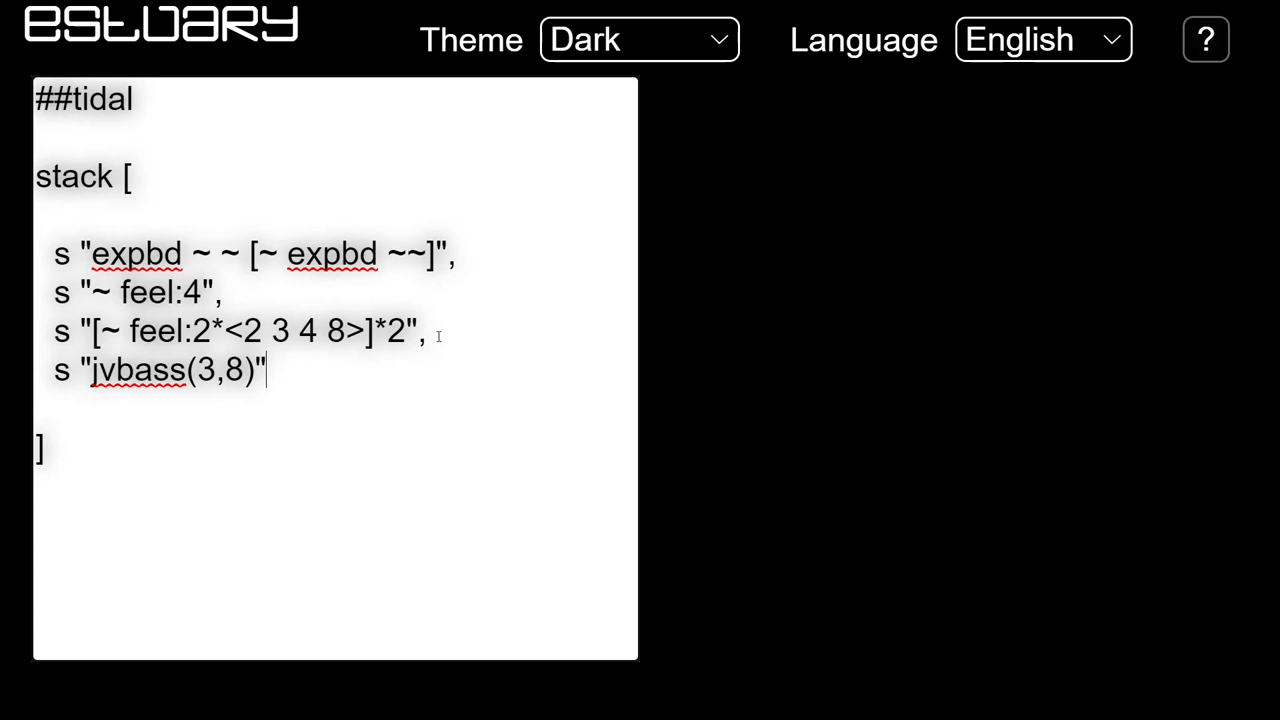 estuary
Theme Dark Language English ?
##tidal
stack [
s "expbd ~ ~ [~ expbd ~~]",
s "~ feel:4",
s "[~ feel:2*<2 3 4 8>]*2",
s "jvbass(3,8)"
]